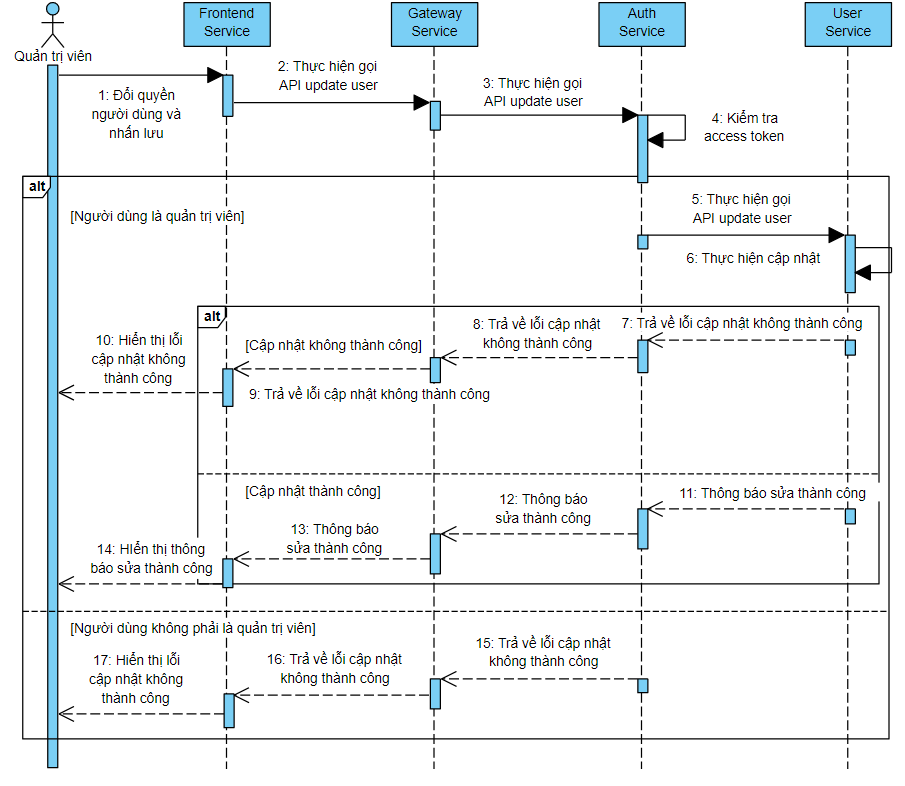 Frontend
Service
Gateway
Service
Auth
Service
User
Service
Quản trị viên
1: Đổi quyền
người dùng và
nhấn lưu
2: Thực hiện gọi
API update user
3: Thực hiện gọi
API update user
4: Kiểm tra
access token
alt
[Người dùng là quản trị viên]
5: Thực hiện gọi
API update user
6: Thực hiện cập nhật
alt
[Cập nhật không thành công]
7: Trả về lỗi cập nhật không thành công
8: Trả về lỗi cập nhật
không thành công
9: Trả về lỗi cập nhật không thành công
10: Hiển thị lỗi
cập nhật không
thành công
[Cập nhật thành công]
11: Thông báo sửa thành công
12: Thông báo
sửa thành công
13: Thông báo
sửa thành công
14: HIển thị thông
báo sửa thành công
[Người dùng không phải là quản trị viên]
15: Trả về lỗi cập nhật
không thành công
16: Trả về lỗi cập nhật
không thành công
17: Hiển thị lỗi
cập nhật không
thành công